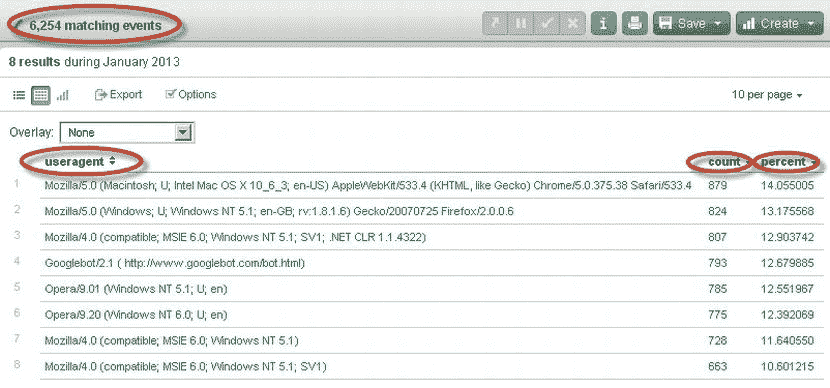 6,254 matching events
i Save Create
8 results during January 2013
Export Options 10 per page
Overlay: None
useragent count percent
1 Mozilla/5.0 (Macintosh; U; Intel Mac OS X 10_6_3; en-US) AppleWebKit/533.4 (KHTML, like Gecko) Chrome/5.0.375.38 Safari/533.4 879 14.055005
2 Mozilla/5.0 (Windows; U; Windows NT 5.1; en-GB; rv:1.8.1.6) Gecko/20070725 Firefox/2.0.0.6 824 13.175568
3 Mozilla/4.0 (compatible; MSIE 6.0; Windows NT 5.1; SV1; .NET CLR 1.1.4322) 807 12.903742
4 Googlebot/2.1 ( http://www.googlebot.com/bot.html) 793 12.679885
5 Opera/9.01 (Windows NT 5.1; U; en) 785 12.551967
6 Opera/9.20 (Windows NT 6.0; U; en) 775 12.392069
7 Mozilla/4.0 (compatible; MSIE 6.0; Windows NT 5.1) 728 11.640550
8 Mozilla/4.0 (compatible; MSIE 6.0; Windows NT 5.1; SV1) 663 10.601215